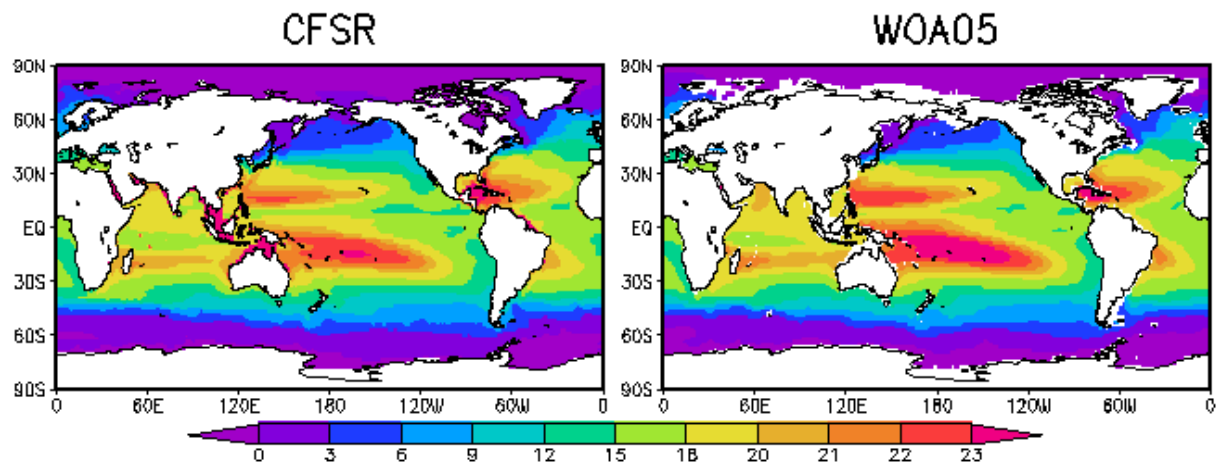 CFSR WOA05
90N 90N
60N 60N
30N 30N
EQ EQ
30S 30S
60S 60S
90S 90S
0 60E 120E 180 120W 60W 0 0 60E 120E 180 120W 60W 0
0 3 6 9 12 15 18 20 21 22 23